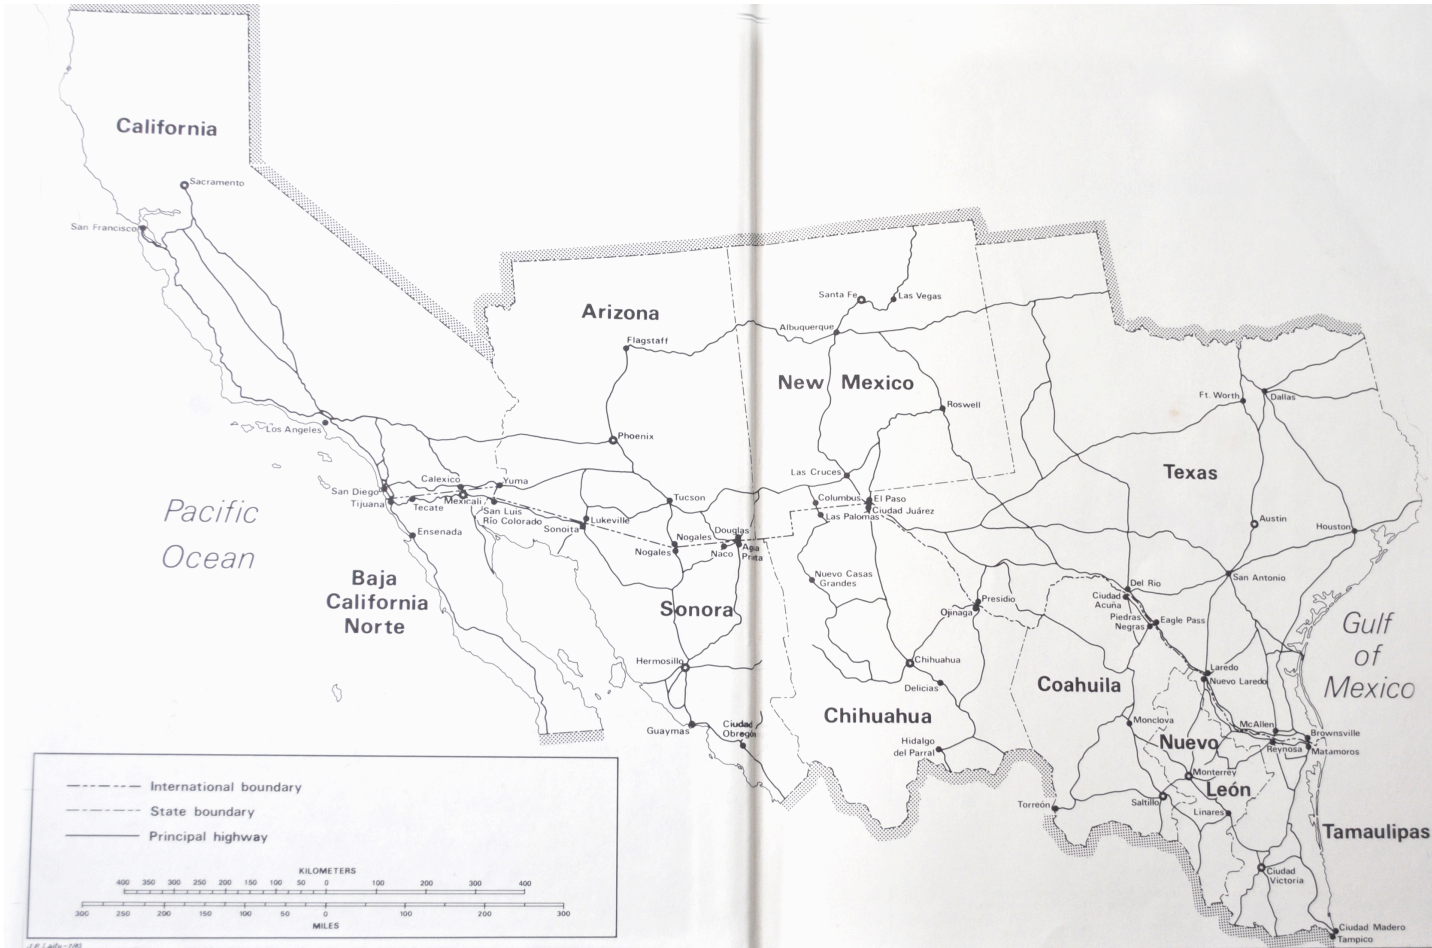 California
Sacramento
San Francisco
Los Angeles
San Diego
Tijuana
Tecate
Calexico
Mexicali
Yuma
San Luis
Río Colorado
Ensenada
Pacific
Ocean
Baja
California
Norte
Arizona
Flagstaff
Phoenix
Tucson
Lukeville
Sonoita
Nogales
Nogales
Naco
Douglas
Agua
Prieta
Sonora
Hermosillo
Guaymas
Ciudad
Obregón
New Mexico
Santa Fe
Las Vegas
Albuquerque
Roswell
Las Cruces
Columbus
Las Palomas
El Paso
Ciudad Juárez
Nuevo Casas
Grandes
Presidio
Ojinaga
Chihuahua
Delicias
Chihuahua
Hidalgo
del Parral
Texas
Ft. Worth
Dallas
Austin
Houston
San Antonio
Del Rio
Ciudad
Acuña
Piedras
Negras
Eagle Pass
Laredo
Nuevo Laredo
McAllen
Reynosa
Brownsville
Matamoros
Gulf
of
Mexico
Coahuila
Monclova
Torreón
Saltillo
Nuevo
León
Monterrey
Linares
Tamaulipas
Ciudad
Victoria
Ciudad Madero
Tampico
International boundary
State boundary
Principal highway
KILOMETERS
400 350 300 250 200 150 100 50 0 100 200 300 400
300 250 200 150 100 50 0 100 200 300
MILES